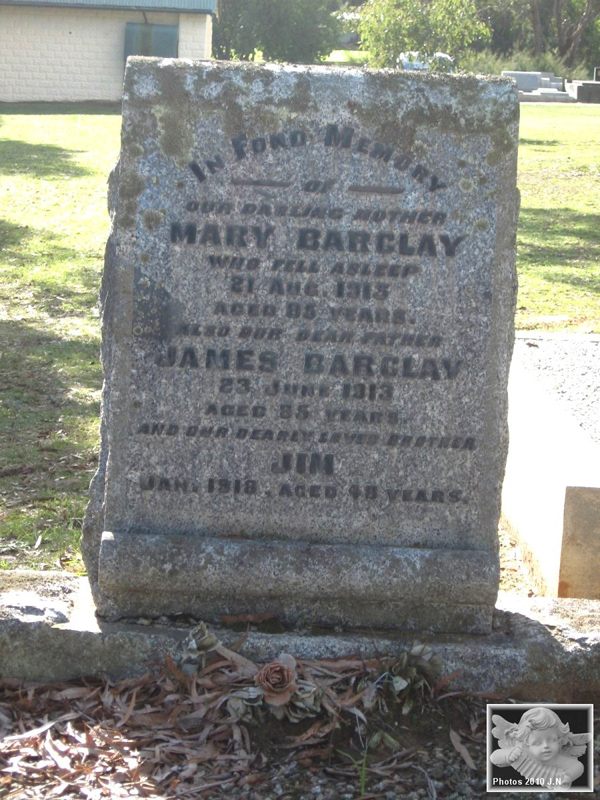 IN FOND MEMORY
OF
OUR DARLING MOTHER
MARY BARCLAY
WHO FELL ASLEEP
21 AUG. 1913
AGED 85 YEARS.
ALSO OUR DEAR FATHER
JAMES BARCLAY
23 JUNE 1913
AGED 85 YEARS.
AND OUR DEARLY LOVED BROTHER
JIM
JAN. 1918. AGED 48 YEARS.
Photos 2010 J.N